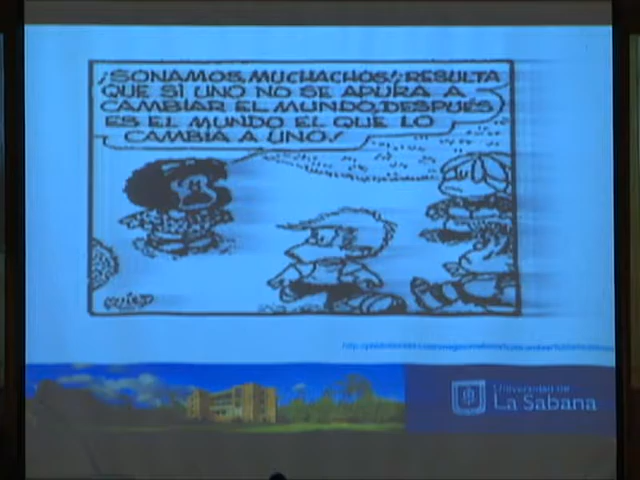 ¡SONAMOS, MUCHACHOS! ¡RESULTA
QUE SI UNO NO SE APURA A
CAMBIAR EL MUNDO, DESPUÉS
ES EL MUNDO EL QUE LO
CAMBIA A UNO!
QUINO
Universidad de
La Sabana